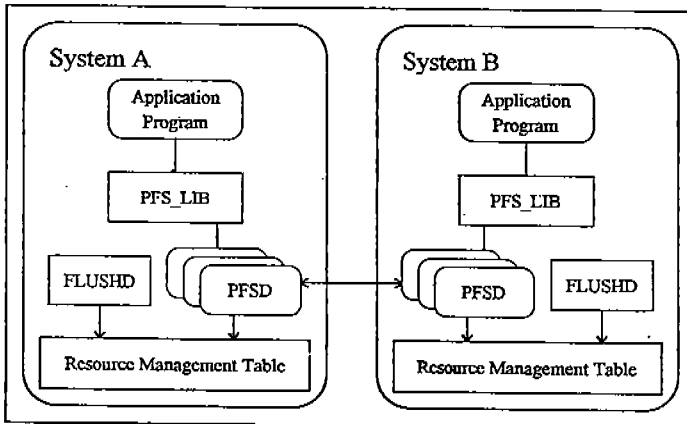 System A
Application
Program
PFS_LIB
FLUSHD
PFSD
Resource Management Table
System B
Application
Program
PFS_LIB
PFSD
FLUSHD
Resource Management Table